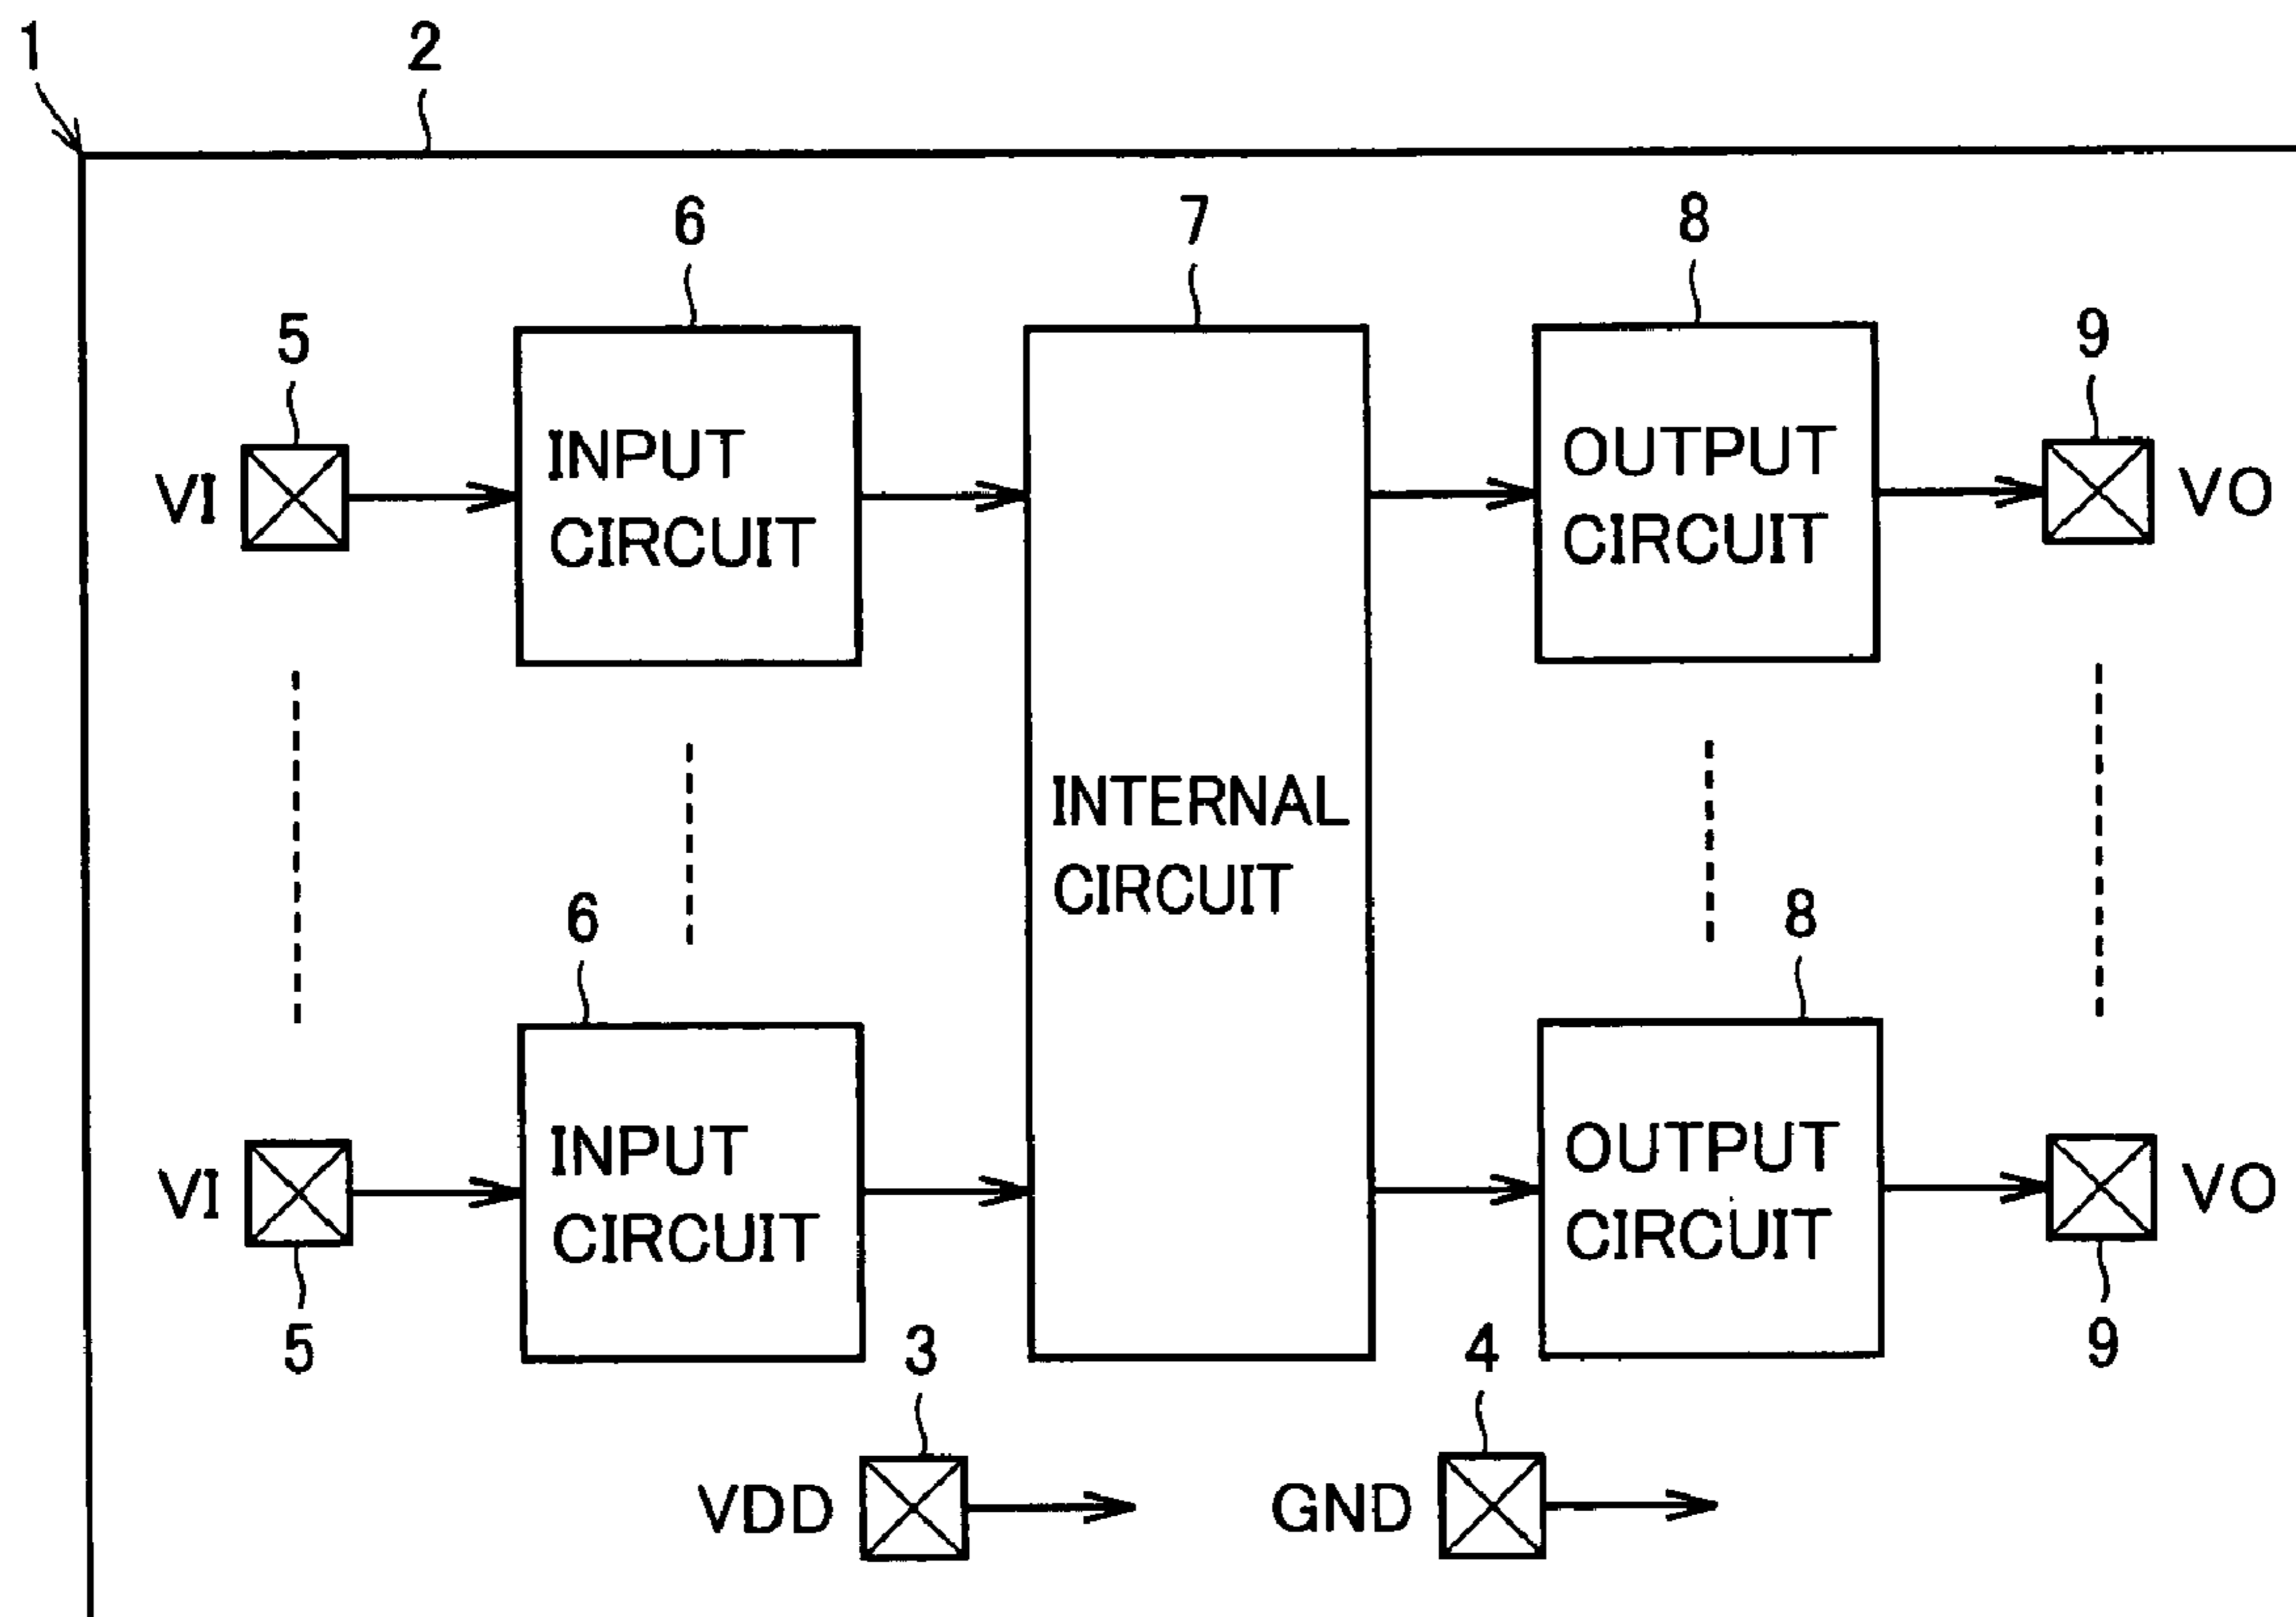 1
2
6
7
8
5
9
VI
INPUT
CIRCUIT
OUTPUT
CIRCUIT
VO
INTERNAL
CIRCUIT
6
8
VI
INPUT
CIRCUIT
OUTPUT
CIRCUIT
VO
5
3
4
9
VDD
GND